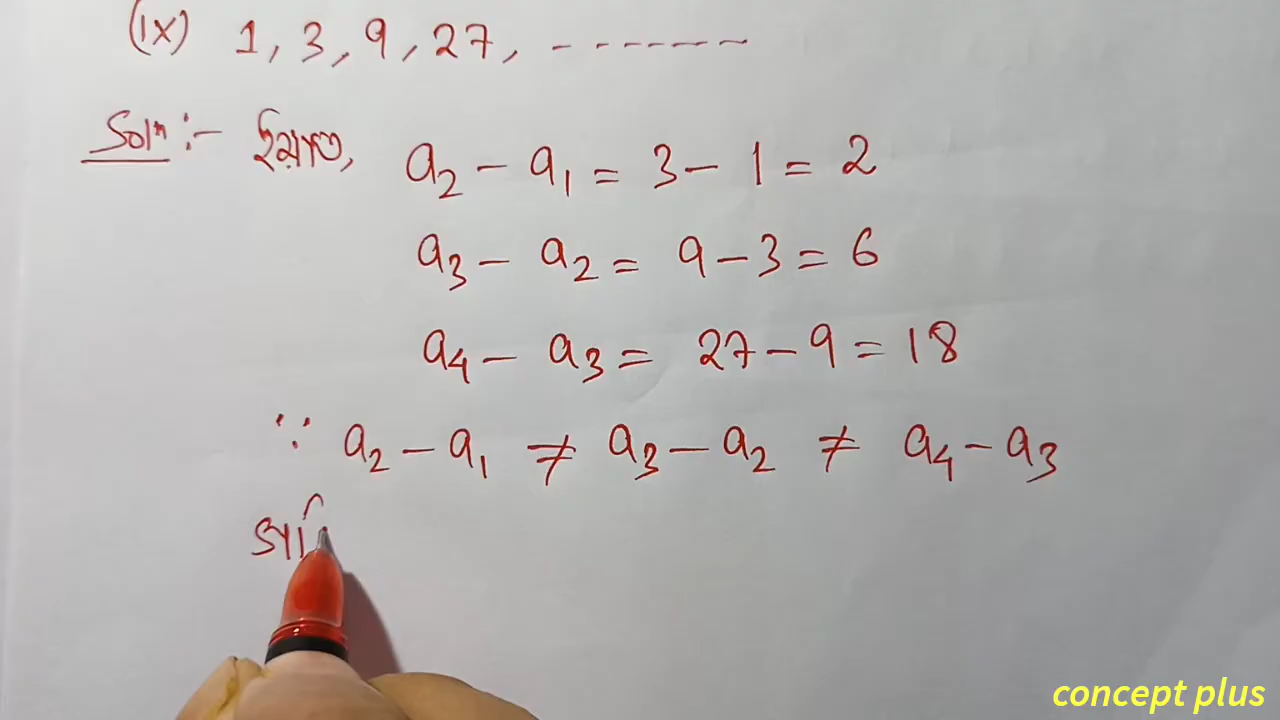 (ix) 1, 3, 9, 27, - - - - - - -
Soln :- ইয়াত,
a₂ - a₁ = 3 - 1 = 2
a₃ - a₂ = 9 - 3 = 6
a₄ - a₃ = 27 - 9 = 18
∵ a₂ - a₁ ≠ a₃ - a₂ ≠ a₄ - a₃
concept plus